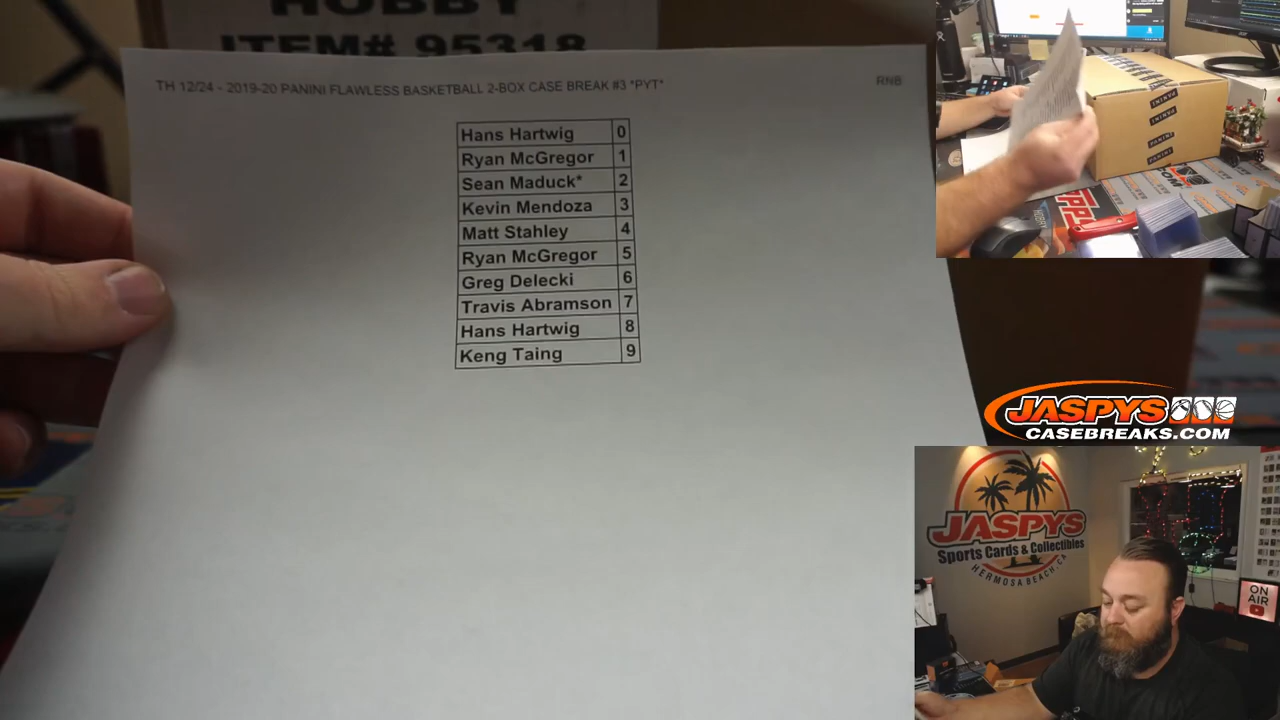 HOBBY
ITEM# 95318
TH 12/24 - 2019-20 PANINI FLAWLESS BASKETBALL 2-BOX CASE BREAK #3 *PYT*
RNB
Hans Hartwig 0
Ryan McGregor 1
Sean Maduck* 2
Kevin Mendoza 3
Matt Stahley 4
Ryan McGregor 5
Greg Delecki 6
Travis Abramson 7
Hans Hartwig 8
Keng Taing 9
PANINI
PANINI
PANINI
JASPYS
CASEBREAKS.COM
JASPYS
Sports Cards & Collectibles
HERMOSA BEACH, CA
ON
AIR